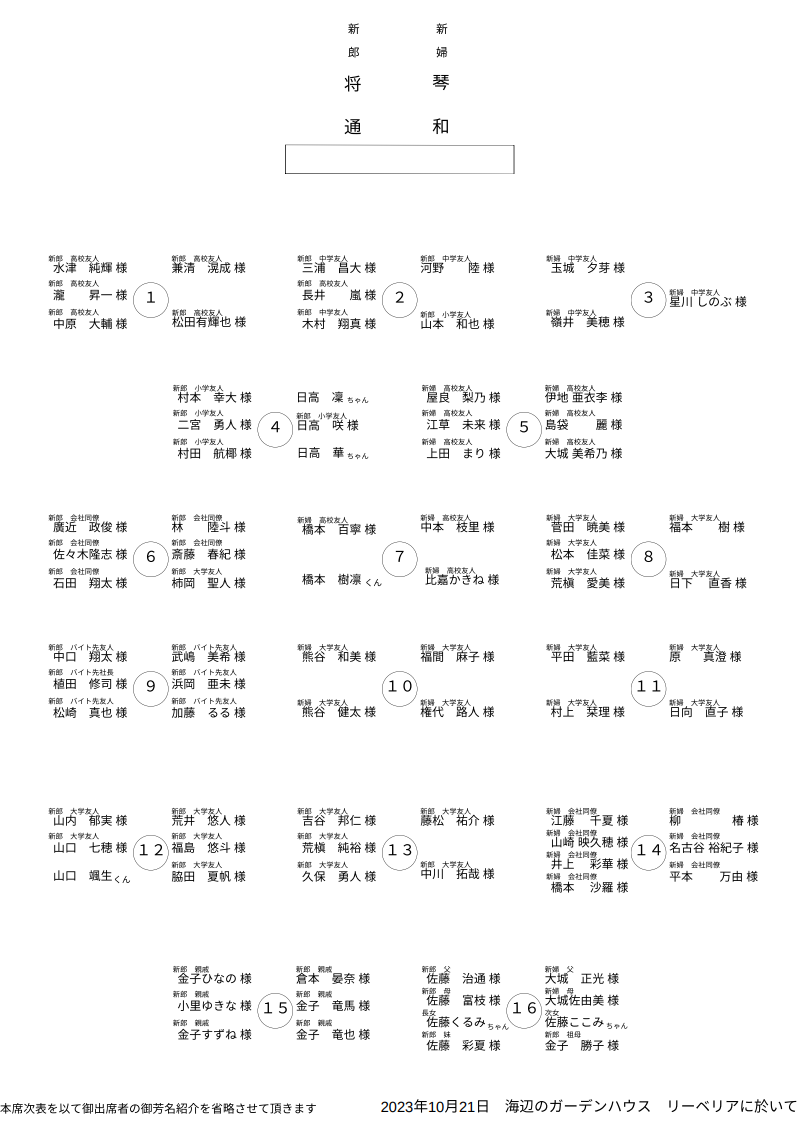 新郎 将通
新婦 琴和
新郎　高校友人
水津　純輝 様
新郎　高校友人
瀧　　昇一 様
新郎　高校友人
中原　大輔 様
1
新郎　高校友人
兼清　滉成 様
新郎　高校友人
松田有輝也 様
新郎　中学友人
三浦　昌大 様
新郎　高校友人
長井　　嵐 様
新郎　中学友人
木村　翔真 様
2
新郎　中学友人
河野　　陸 様
新郎　小学友人
山本　和也 様
新婦　中学友人
玉城　夕芽 様
新婦　中学友人
嶺井　美穂 様
3
新婦　中学友人
星川 しのぶ 様
新郎　小学友人
村本　幸大 様
新郎　小学友人
二宮　勇人 様
新郎　小学友人
村田　航椰 様
4
日高　凜 ちゃん
新郎　小学友人
日高　咲 様
日高　華 ちゃん
新婦　高校友人
屋良　梨乃 様
新婦　高校友人
江草　未来 様
新婦　高校友人
上田　まり 様
5
新婦　高校友人
伊地 亜衣李 様
新婦　高校友人
島袋　　麗 様
新婦　高校友人
大城 美希乃 様
新郎　会社同僚
廣近　政俊 様
新郎　会社同僚
佐々木隆志 様
新郎　会社同僚
石田　翔太 様
6
新郎　会社同僚
林　　陸斗 様
新郎　会社同僚
斎藤　春紀 様
新郎　大学友人
柿岡　聖人 様
新婦　高校友人
橋本　百寧 様
橋本　樹凛 くん
7
新婦　高校友人
中本　枝里 様
新婦　高校友人
比嘉かきね 様
新婦　大学友人
菅田　暁美 様
新婦　大学友人
松本　佳菜 様
新婦　大学友人
荒槇　愛美 様
8
新婦　大学友人
福本　　樹 様
新婦　大学友人
日下　直香 様
新郎　バイト先友人
中口　翔太 様
新郎　バイト先社長
植田　修司 様
新郎　バイト先友人
松崎　真也 様
9
新郎　バイト先友人
武嶋　美希 様
新郎　バイト先友人
浜岡　亜未 様
新郎　バイト先友人
加藤　るる 様
新婦　大学友人
熊谷　和美 様
新婦　大学友人
熊谷　健太 様
10
新婦　大学友人
福間　麻子 様
新婦　大学友人
権代　路人 様
新婦　大学友人
平田　藍菜 様
新婦　大学友人
村上　栞理 様
11
新婦　大学友人
原　　真澄 様
新婦　大学友人
日向　直子 様
新郎　大学友人
山内　郁実 様
新郎　大学友人
山口　七穂 様
山口　颯生くん
12
新郎　大学友人
荒井　悠人 様
新郎　大学友人
福島　悠斗 様
新郎　大学友人
脇田　夏帆 様
新郎　大学友人
吉谷　邦仁 様
新郎　大学友人
荒槇　純裕 様
新郎　大学友人
久保　勇人 様
13
新郎　大学友人
藤松　祐介 様
新郎　大学友人
中川　拓哉 様
新婦　会社同僚
江藤　千夏 様
新婦　会社同僚
山崎 映久穂 様
新婦　会社同僚
井上　彩華 様
新婦　会社同僚
橋本　沙羅 様
14
新婦　会社同僚
柳　　　　椿 様
新婦　会社同僚
名古谷 裕紀子 様
新婦　会社同僚
平本　　万由 様
新郎　親戚
金子ひなの 様
新郎　親戚
小里ゆきな 様
新郎　親戚
金子すずね 様
15
新郎　親戚
倉本　晏奈 様
新郎　親戚
金子　竜馬 様
新郎　親戚
金子　竜也 様
新郎　父
佐藤　治通 様
新郎　母
佐藤　富枝 様
長女
佐藤くるみちゃん
新郎　妹
佐藤　彩夏 様
16
新婦　父
大城　正光 様
新婦　母
大城佐由美 様
次女
佐藤ここみちゃん
新郎　祖母
金子　勝子 様
本席次表を以て御出席者の御芳名紹介を省略させて頂きます
2023年10月21日　海辺のガーデンハウス　リーベリアに於いて